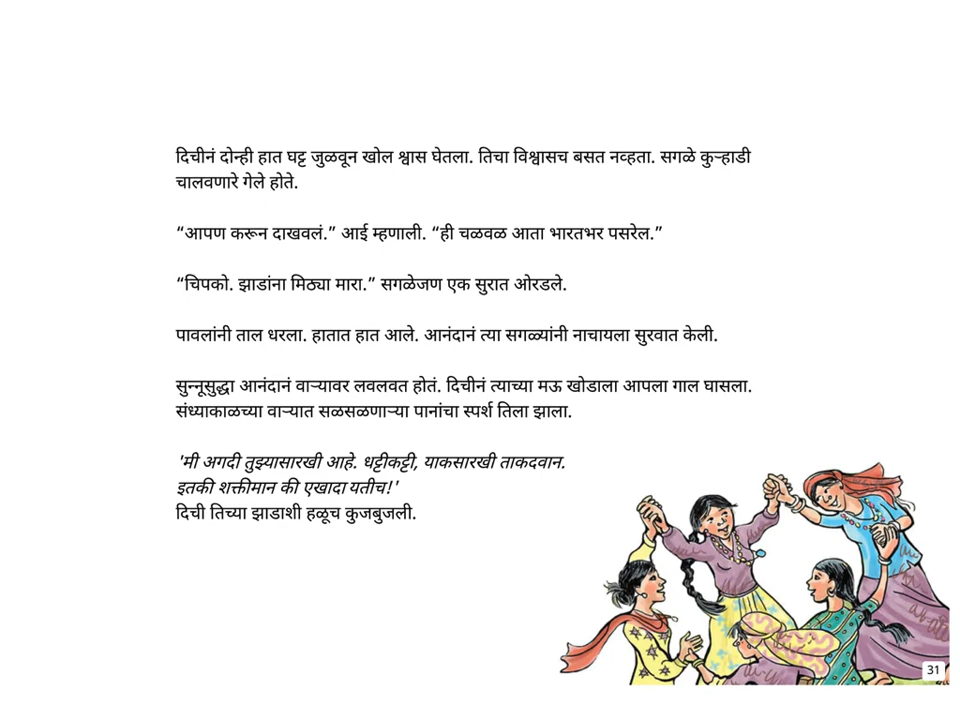 दिचीनं दोन्ही हात घट्ट जुळवून खोल श्वास घेतला. तिचा विश्वासच बसत नव्हता. सगळे कुऱ्हाडी
चालवणारे गेले होते.
“आपण करून दाखवलं.” आई म्हणाली. “ही चळवळ आता भारतभर पसरेल.”
“चिपको. झाडांना मिठ्या मारा.” सगळेजण एक सुरात ओरडले.
पावलांनी ताल धरला. हातात हात आले. आनंदानं त्या सगळ्यांनी नाचायला सुरवात केली.
सुन्नूसुद्धा आनंदानं वाऱ्यावर लवलवत होतं. दिचीनं त्याच्या मऊ खोडाला आपला गाल घासला.
संध्याकाळच्या वाऱ्यात सळसळणाऱ्या पानांचा स्पर्श तिला झाला.
'मी अगदी तुझ्यासारखी आहे. धट्टीकट्टी, याकसारखी ताकदवान.
इतकी शक्तीमान की एखादा यतीच!'
दिची तिच्या झाडाशी हळूच कुजबुजली.
31